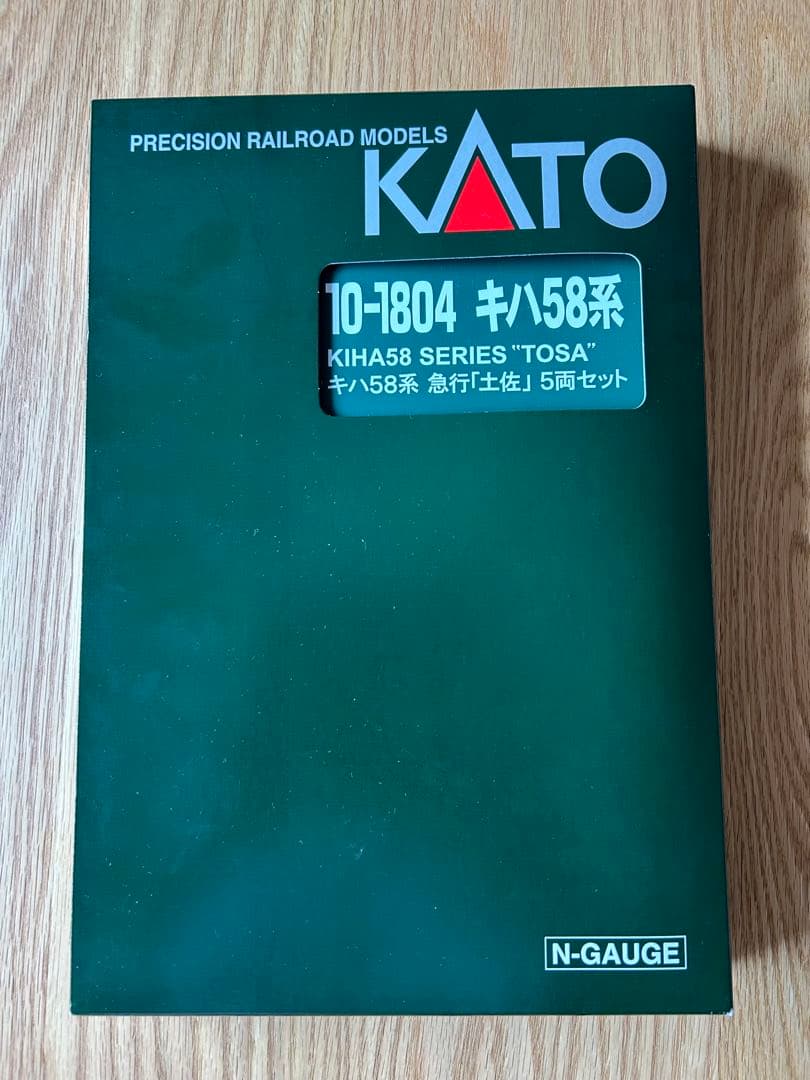 PRECISION RAILROAD MODELS
KATO
10-1804 キハ58系
KIHA58 SERIES "TOSA"
キハ58系 急行「土佐」 5両セット
N-GAUGE